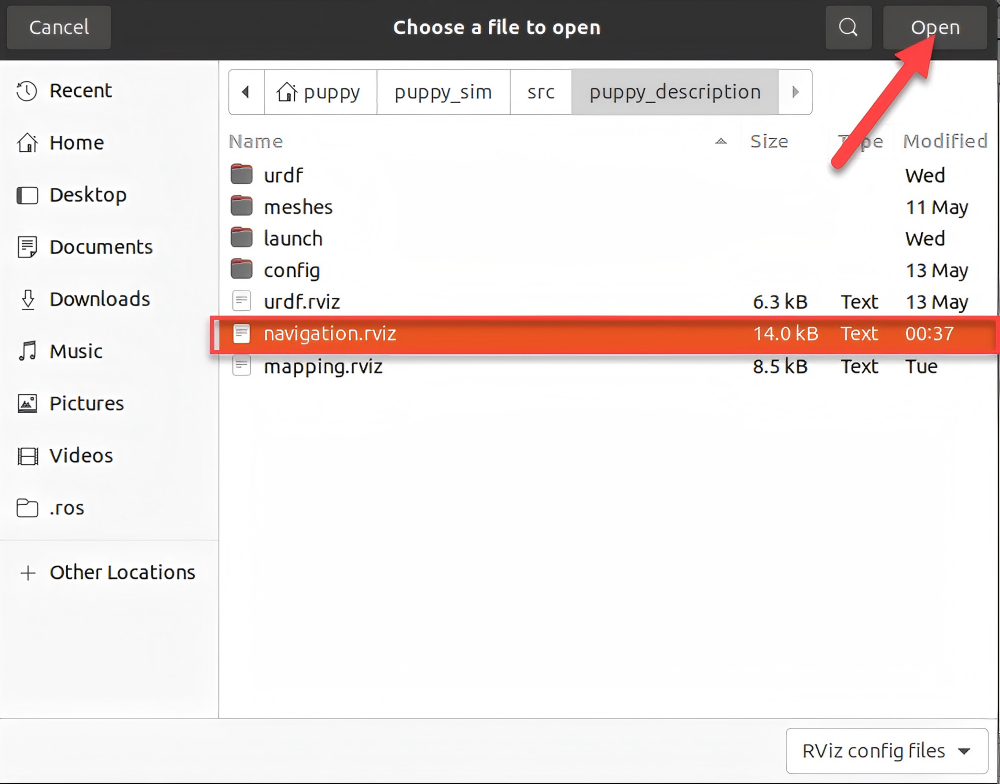 Cancel Choose a file to open Open
Recent
Home
Desktop
Documents
Downloads
Music
Pictures
Videos
.ros
Other Locations
puppy puppy_sim src puppy_description
Name Size Type Modified
urdf Wed
meshes 11 May
launch Wed
config 13 May
urdf.rviz 6.3 kB Text 13 May
navigation.rviz 14.0 kB Text 00:37
mapping.rviz 8.5 kB Text Tue
RViz config files